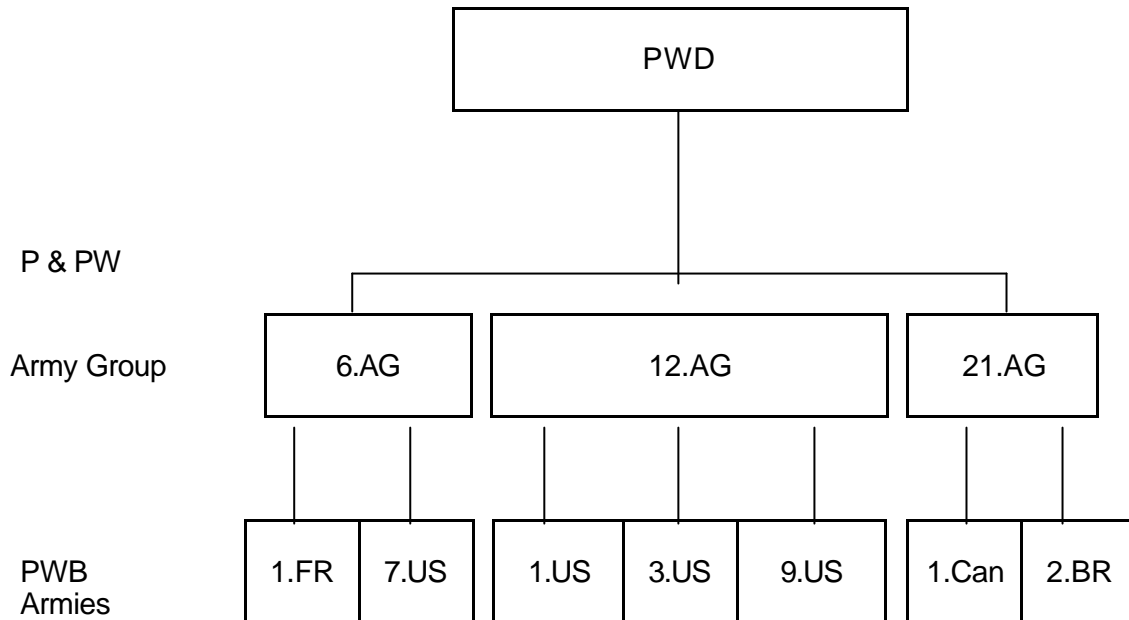 PWD
P & PW
Army Group
6.AG
12.AG
21.AG
PWB
Armies
1.FR
7.US
1.US
3.US
9.US
1.Can
2.BR